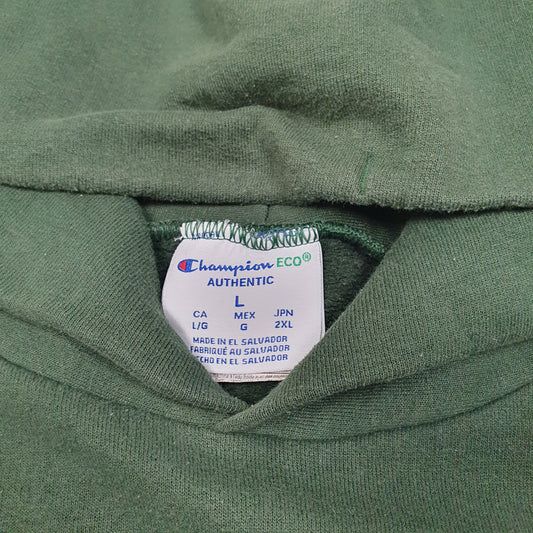 Champion ECO®
AUTHENTIC
L
CA MEX JPN
L/G G 2XL
MADE IN EL SALVADOR
FABRIQUÉ AU SALVADOR
HECHO EN EL SALVADOR